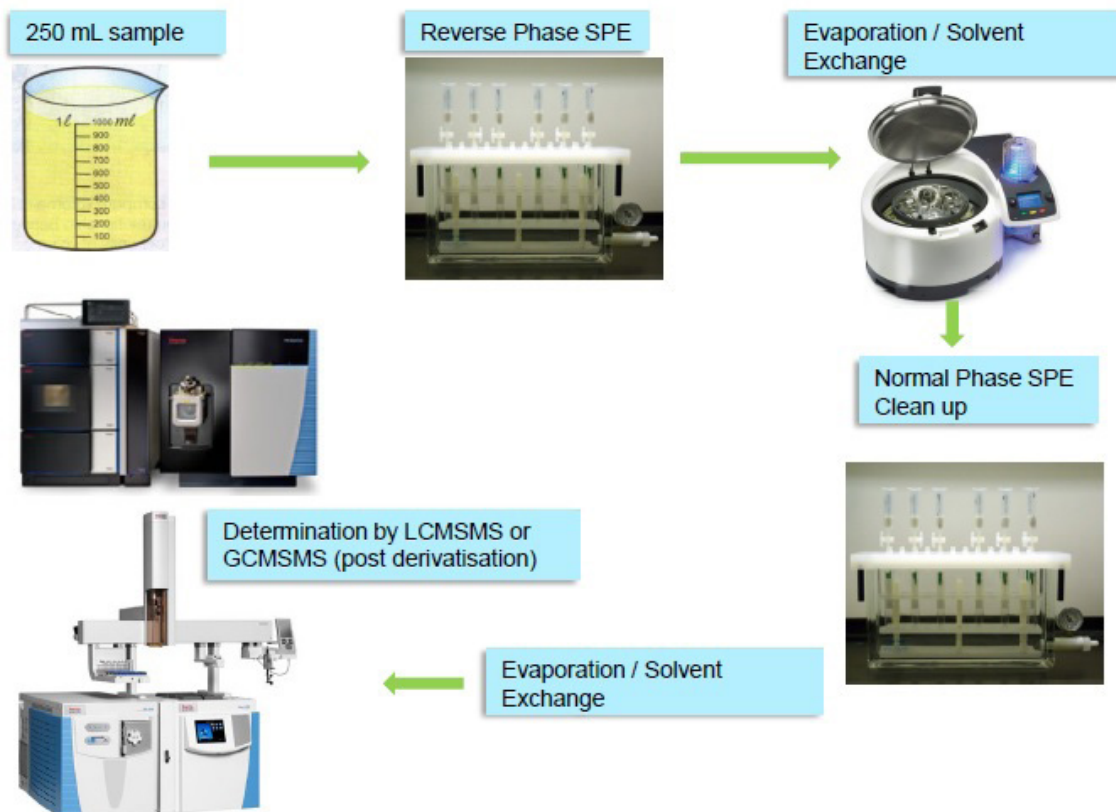 250 mL sample
Reverse Phase SPE
Evaporation / Solvent
Exchange
1ℓ 1000 ml
900
800
700
600
500
400
300
200
100
Normal Phase SPE
Clean up
Determination by LCMSMS or
GCMSMS (post derivatisation)
Evaporation / Solvent
Exchange